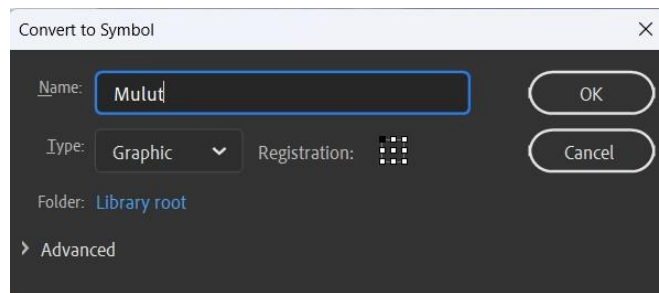 Convert to Symbol
Name: Mulut OK
Type: Graphic Registration: Cancel
Folder: Library root
Advanced